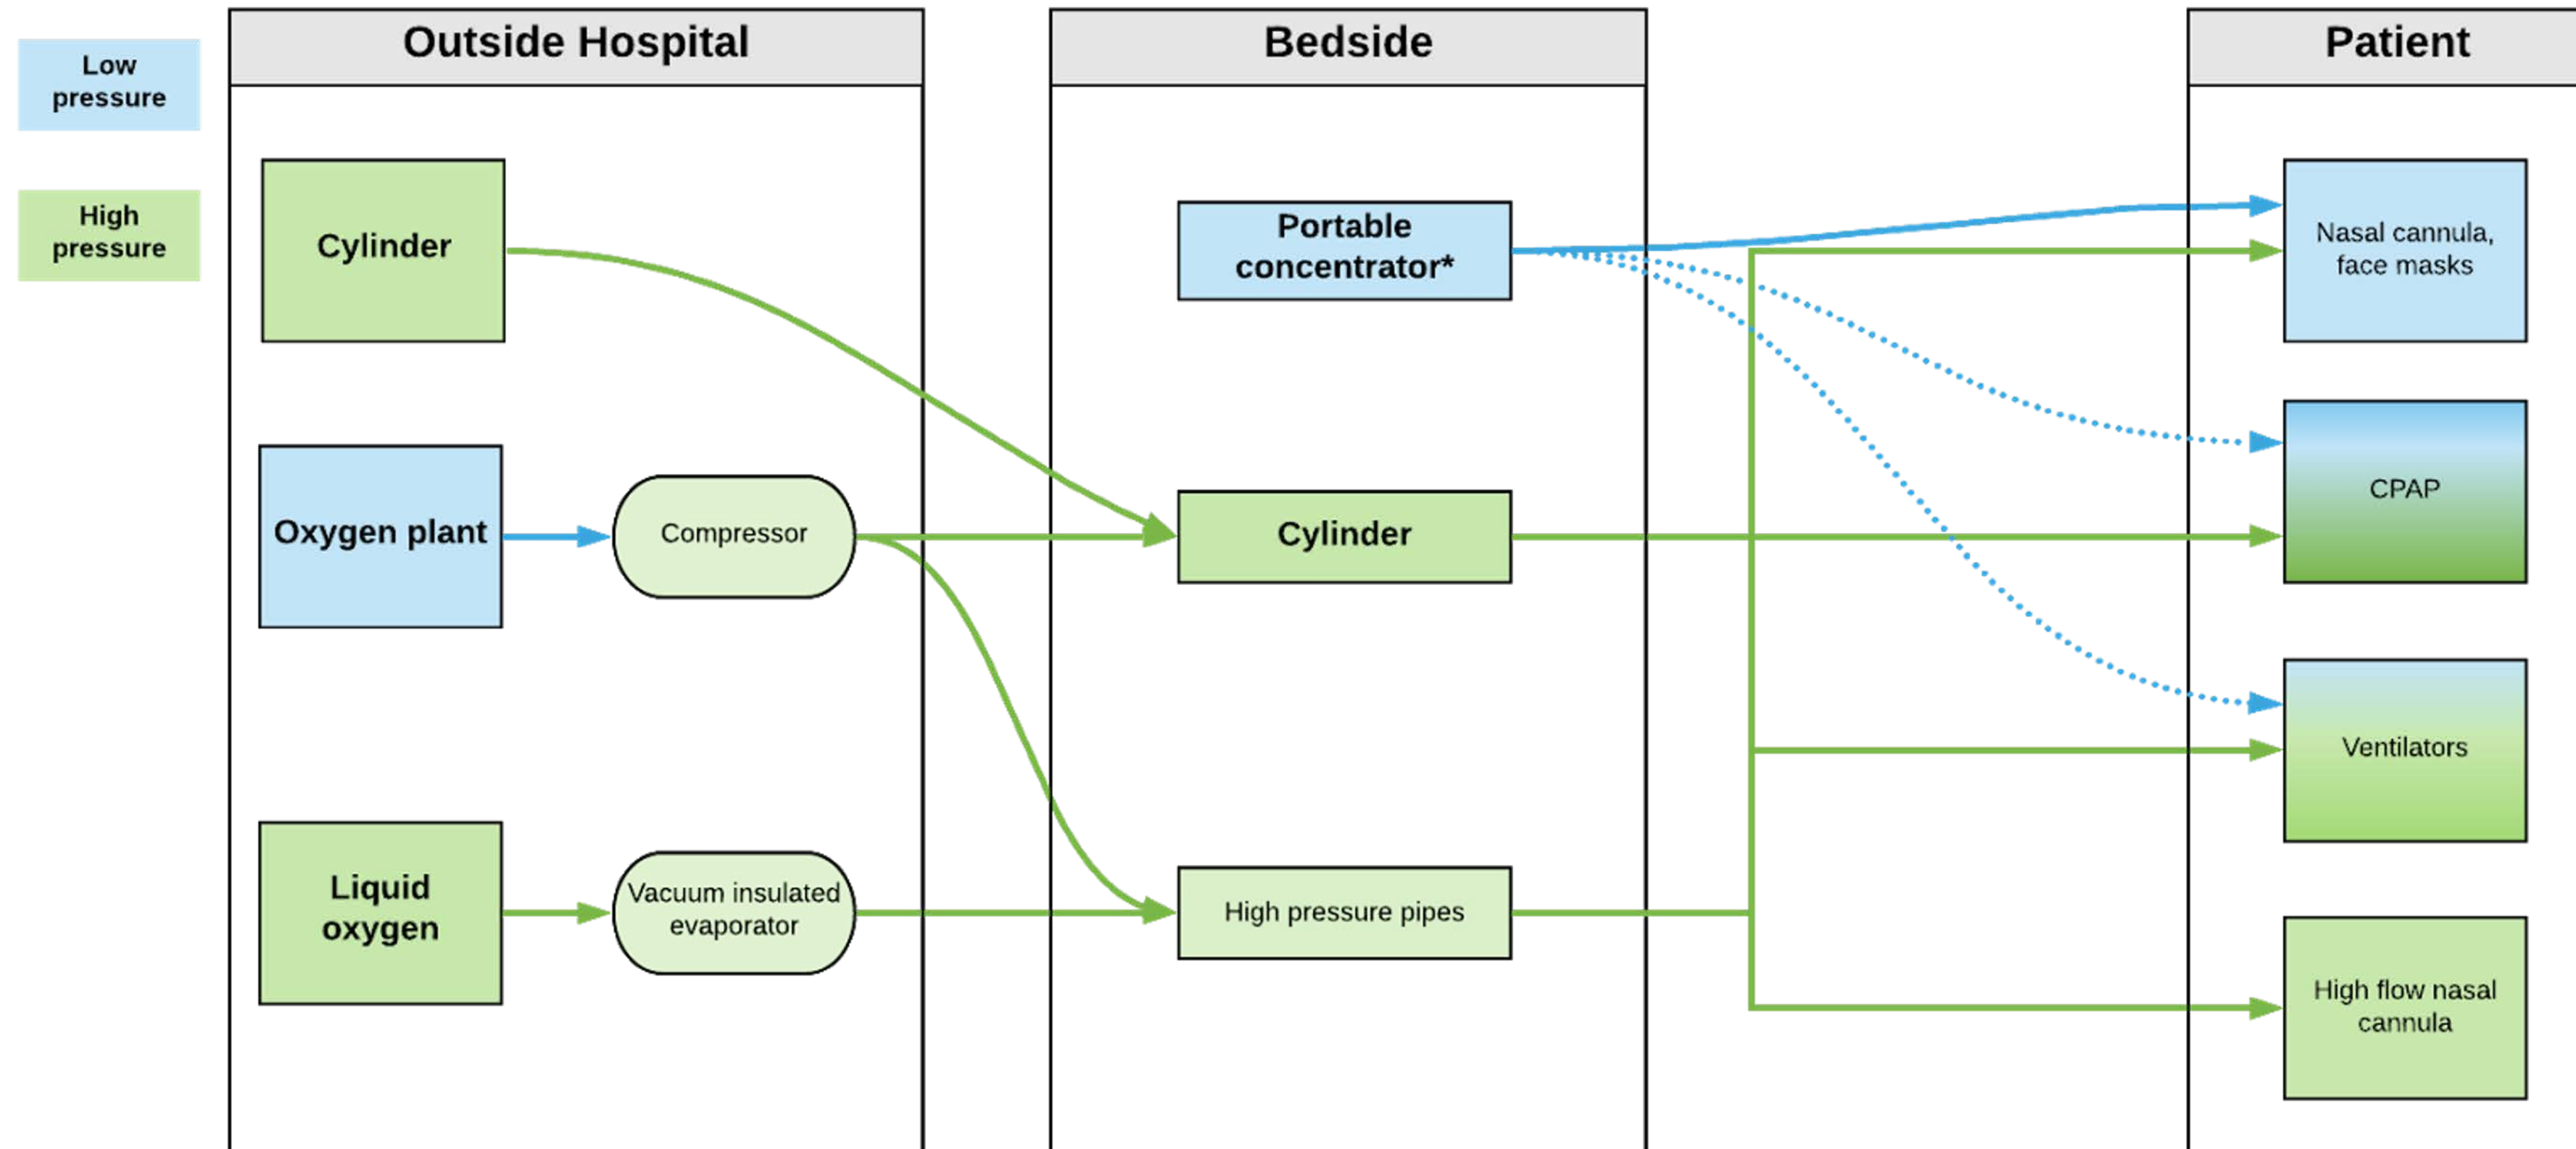 Outside Hospital
Bedside
Patient
Low
pressure
High
pressure
Cylinder
Oxygen plant
Compressor
Liquid
oxygen
Vacuum insulated
evaporator
Portable
concentrator*
Cylinder
High pressure pipes
Nasal cannula,
face masks
CPAP
Ventilators
High flow nasal
cannula